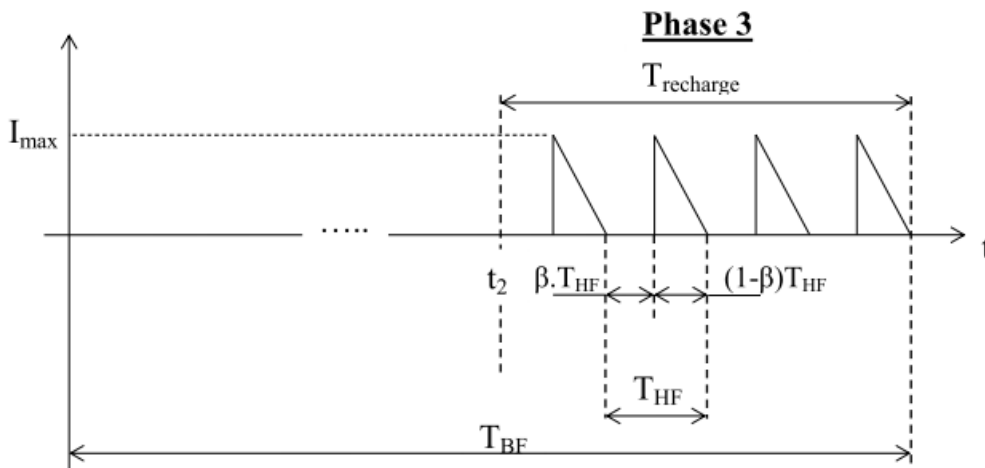 Phase 3
T_recharge
I_max
.....
t
t_2 β.T_HF (1-β)T_HF
T_HF
T_BF